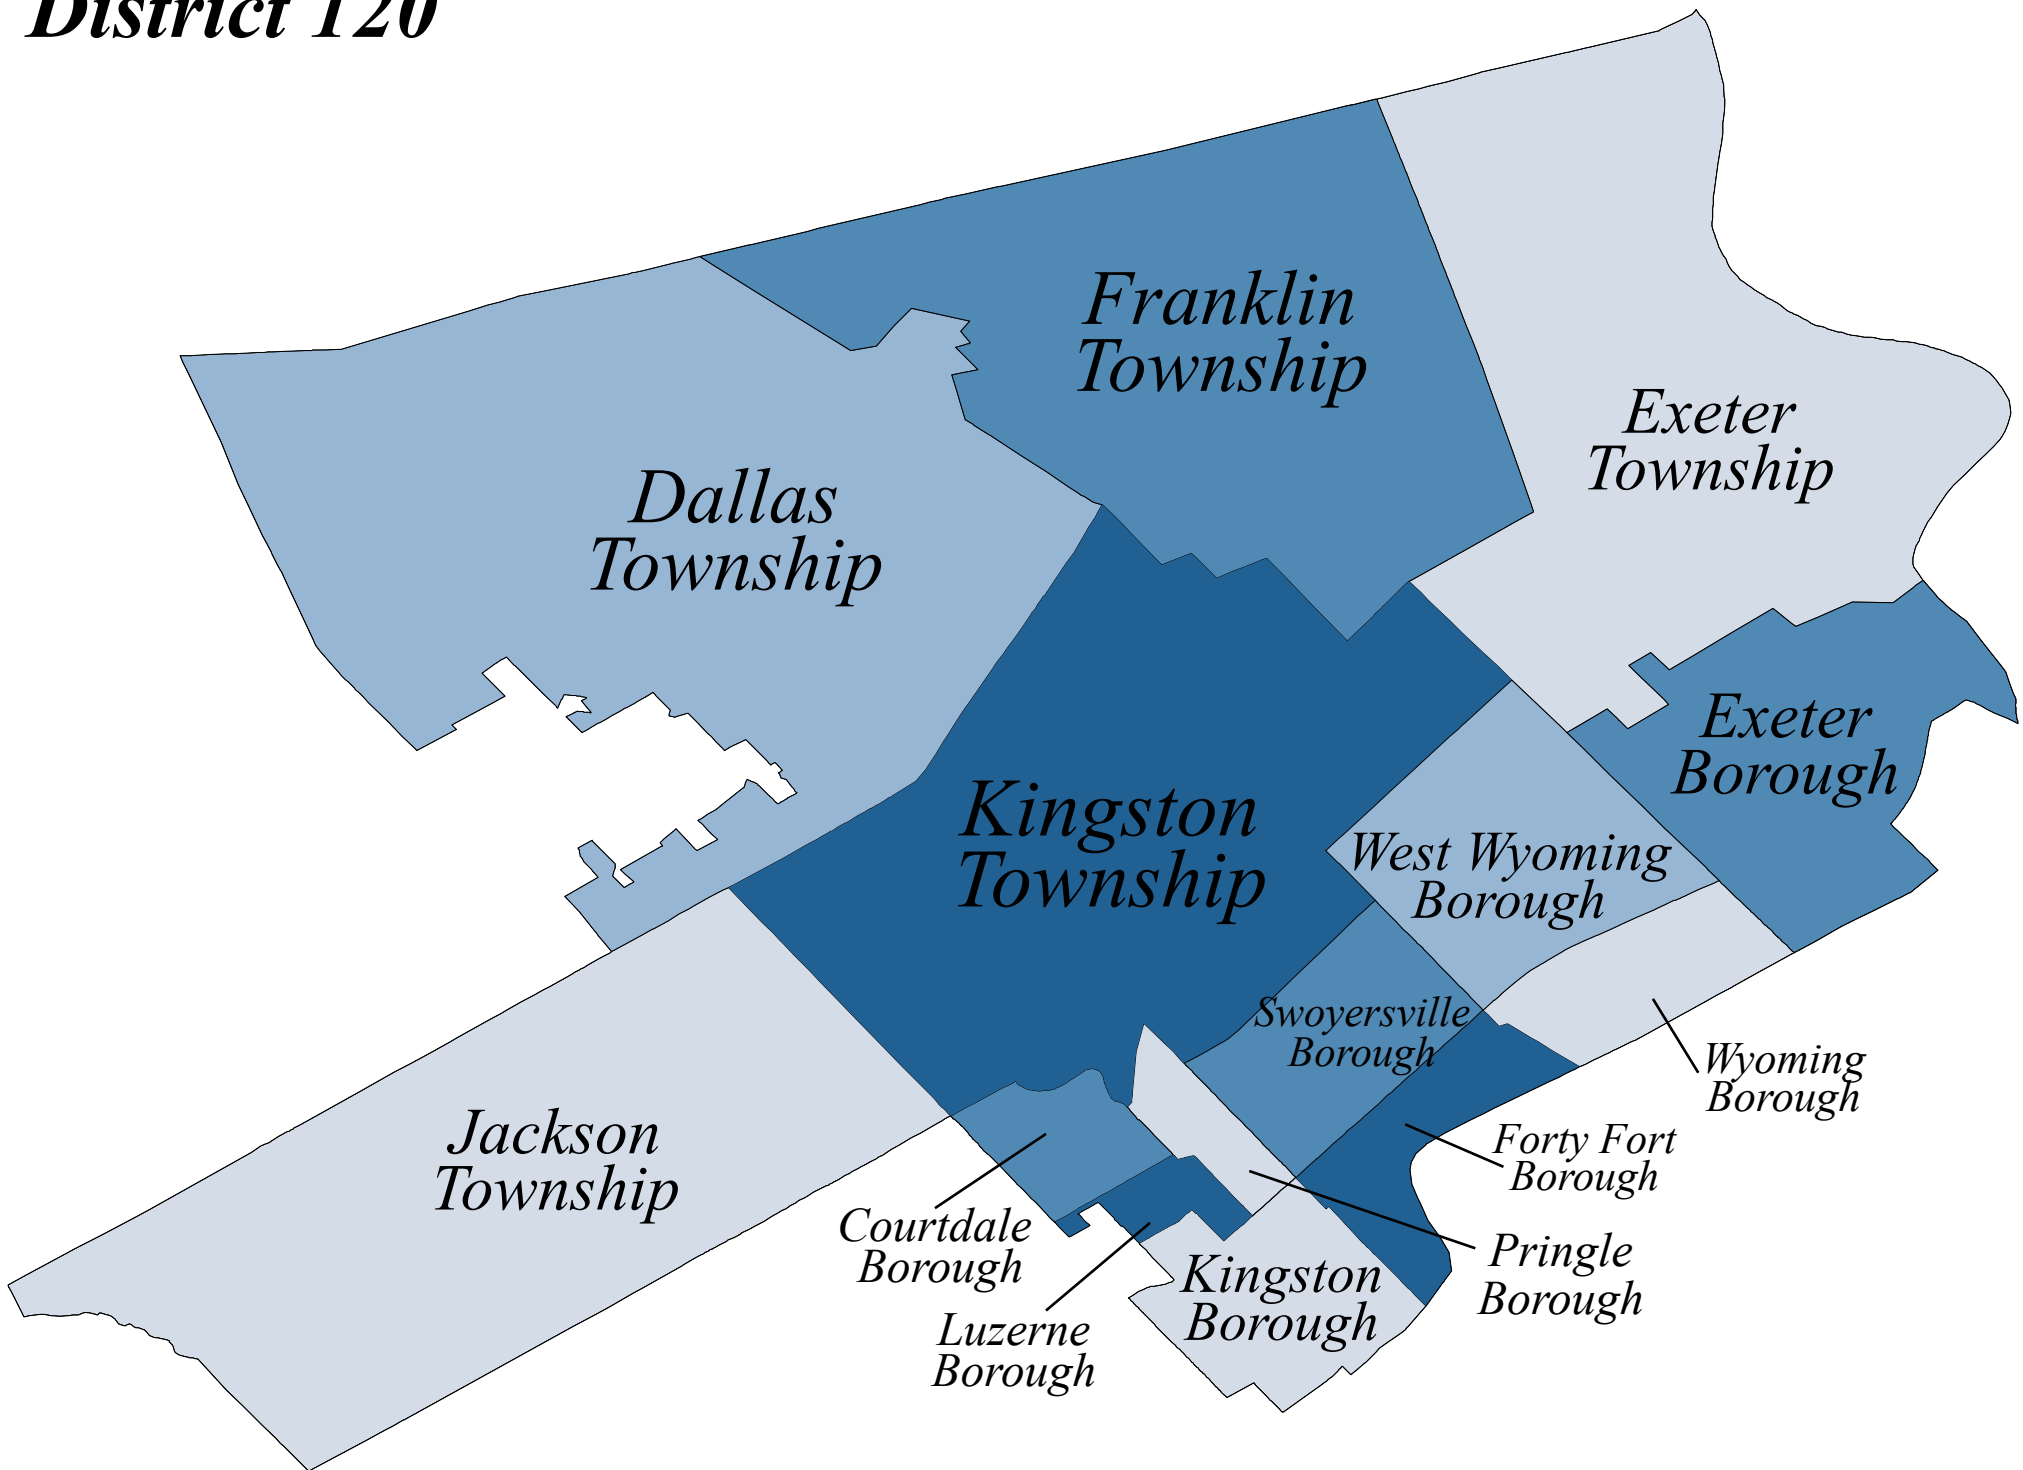 District 120
Franklin
Township
Exeter
Township
Dallas
Township
Exeter
Borough
Kingston
Township
West Wyoming
Borough
Swoyersville
Borough
Wyoming
Borough
Jackson
Township
Forty Fort
Borough
Courtdale
Borough
Pringle
Borough
Kingston
Borough
Luzerne
Borough